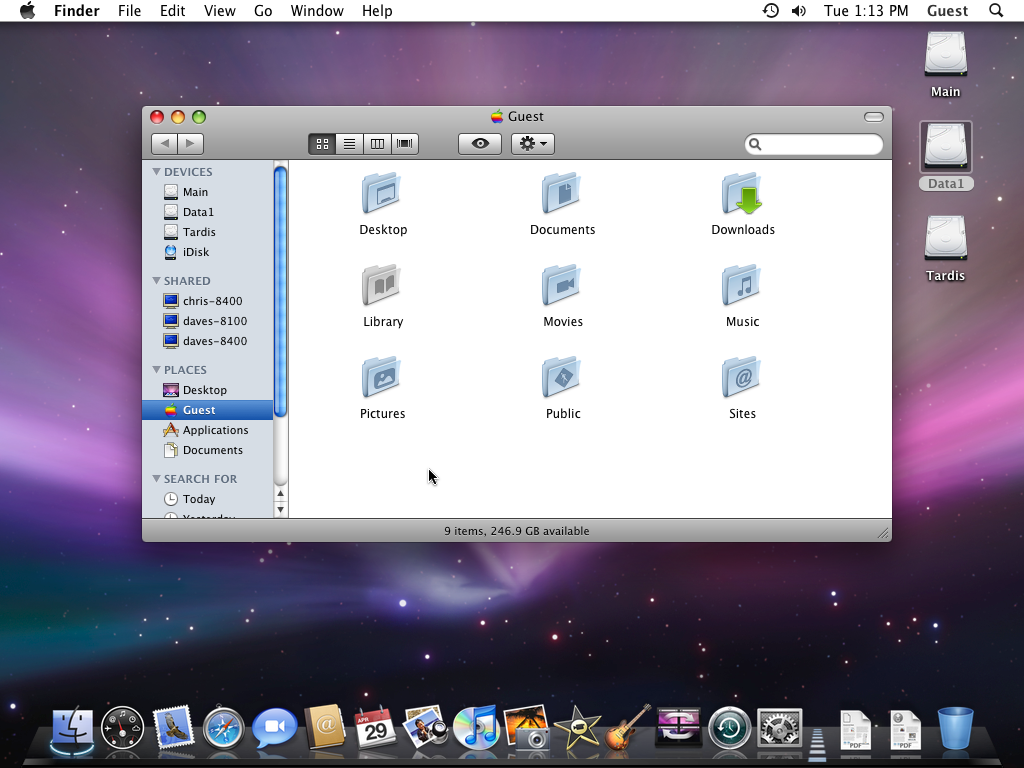 Finder File Edit View Go Window Help Tue 1:13 PM Guest
Main
Data1
Tardis
Guest
DEVICES
Main
Data1
Tardis
iDisk
SHARED
chris-8400
daves-8100
daves-8400
PLACES
Desktop
Guest
Applications
Documents
SEARCH FOR
Today
Yesterday
Desktop Documents Downloads
Library Movies Music
Pictures Public Sites
9 items, 246.9 GB available
@
APR
29
PDF
PDF